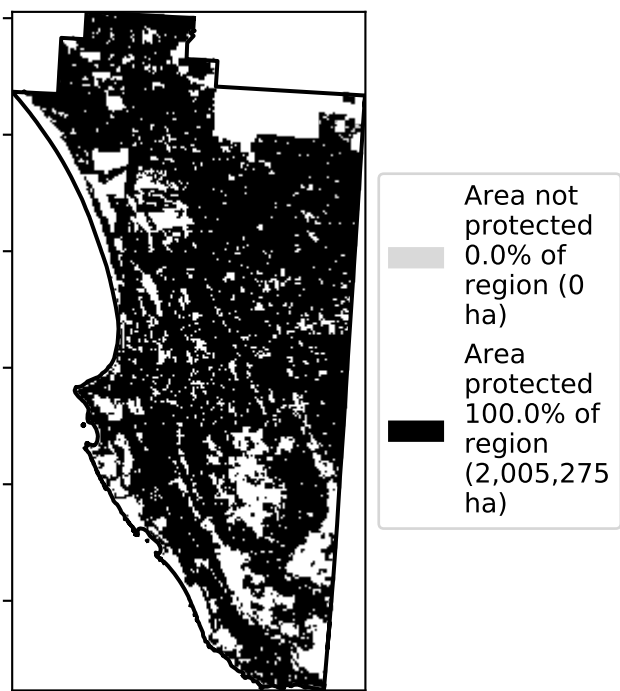 Area not
protected
0.0% of
region (0
ha)
Area
protected
100.0% of
region
(2,005,275
ha)